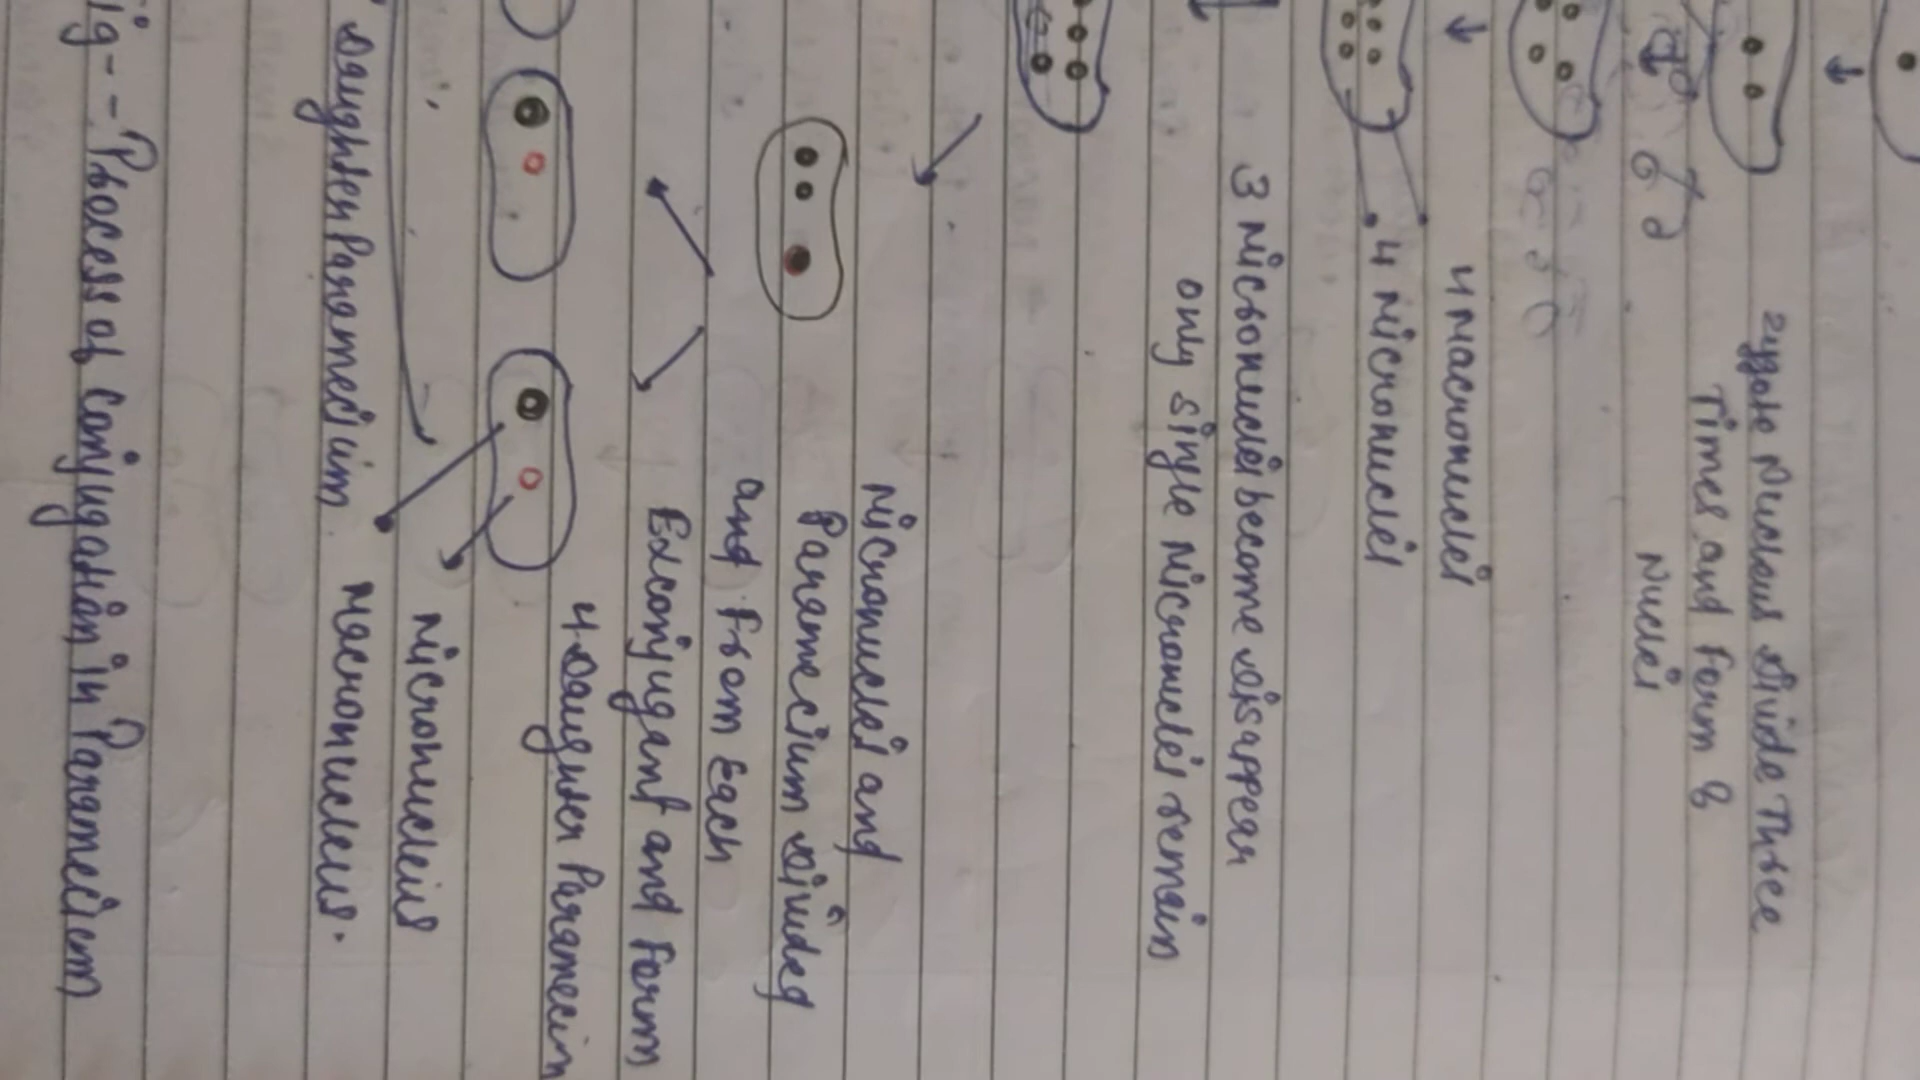 zygote Nucleus Divide Three
Times and Form 8
Nuclei
4 Macronuclei
4 Micronuclei
3 Micronuclei become disappear
only single Micronuclei remain
Micronuclei and
Paramecium divided
and From Each
Exconjugant and Form
4-Daughter Paramecium
Micronucleus
Daughter Paramecium Macronucleus.
Fig-- Process of Conjugation in Paramecium